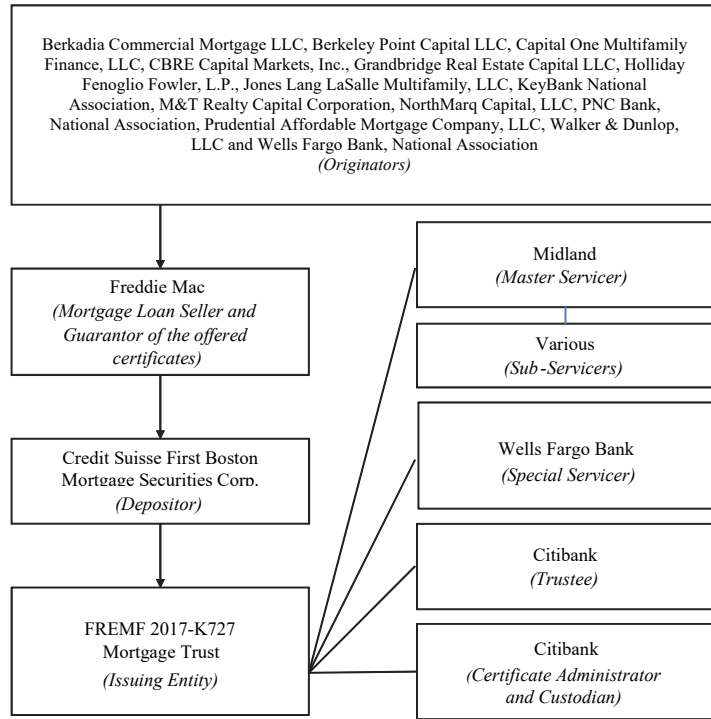 Berkadia Commercial Mortgage LLC, Berkeley Point Capital LLC, Capital One Multifamily
Finance, LLC, CBRE Capital Markets, Inc., Grandbridge Real Estate Capital LLC, Holliday
Fenoglio Fowler, L.P., Jones Lang LaSalle Multifamily, LLC, KeyBank National
Association, M&T Realty Capital Corporation, NorthMarq Capital, LLC, PNC Bank,
National Association, Prudential Affordable Mortgage Company, LLC, Walker & Dunlop,
LLC and Wells Fargo Bank, National Association
(Originators)
Freddie Mac
(Mortgage Loan Seller and
Guarantor of the offered
certificates)
Credit Suisse First Boston
Mortgage Securities Corp.
(Depositor)
FREMF 2017-K727
Mortgage Trust
(Issuing Entity)
Midland
(Master Servicer)
Various
(Sub-Servicers)
Wells Fargo Bank
(Special Servicer)
Citibank
(Trustee)
Citibank
(Certificate Administrator
and Custodian)